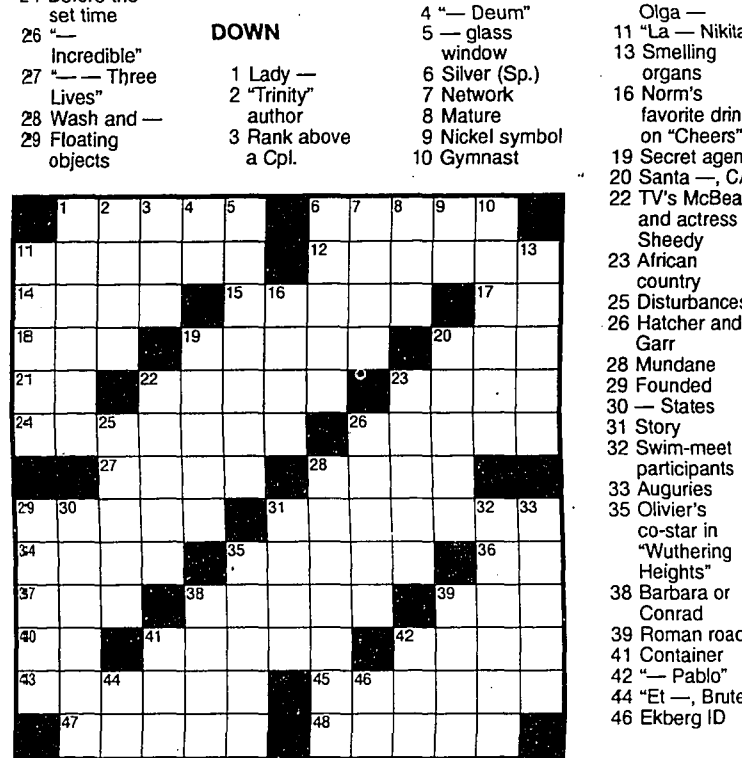 set time
26 “—
Incredible”
27 “— — Three
Lives”
28 Wash and —
29 Floating
objects
DOWN
1 Lady —
2 “Trinity”
author
3 Rank above
a Cpl.
4 “— Deum”
5 — glass
window
6 Silver (Sp.)
7 Network
8 Mature
9 Nickel symbol
10 Gymnast
Olga —
11 “La — Nikita
13 Smelling
organs
16 Norm's
favorite drin
on “Cheers”
19 Secret agen
20 Santa —, CA
22 TV's McBea
and actress
Sheedy
23 African
country
25 Disturbances
26 Hatcher and
Garr
28 Mundane
29 Founded
30 — States
31 Story
32 Swim-meet
participants
33 Auguries
35 Olivier's
co-star in
“Wuthering
Heights”
38 Barbara or
Conrad
39 Roman road
41 Container
42 “— Pablo”
44 “Et —, Brute
46 Ekberg ID
1 2 3 4 5 6 7 8 9 10
11 12 13
14 15 16 17
18 19 20
21 22 23
24 25 26
27 28
29 30 31 32 33
34 35 36
37 38 39
40 41 42
43 44 45 46
47 48